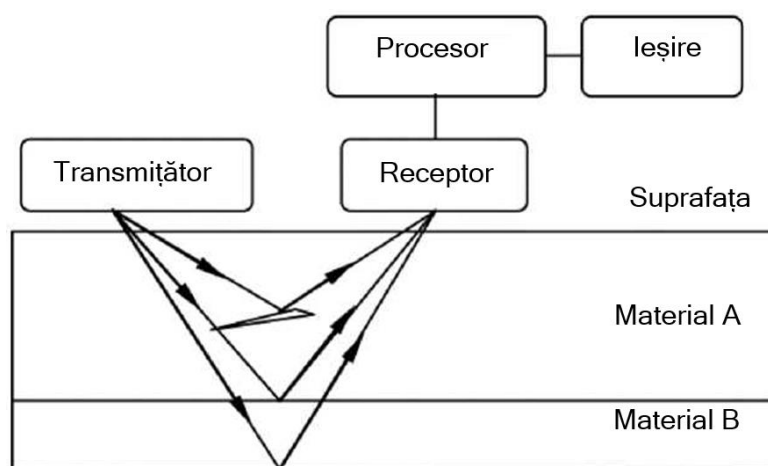 Procesor
Ieșire
Transmițător
Receptor
Suprafața
Material A
Material B